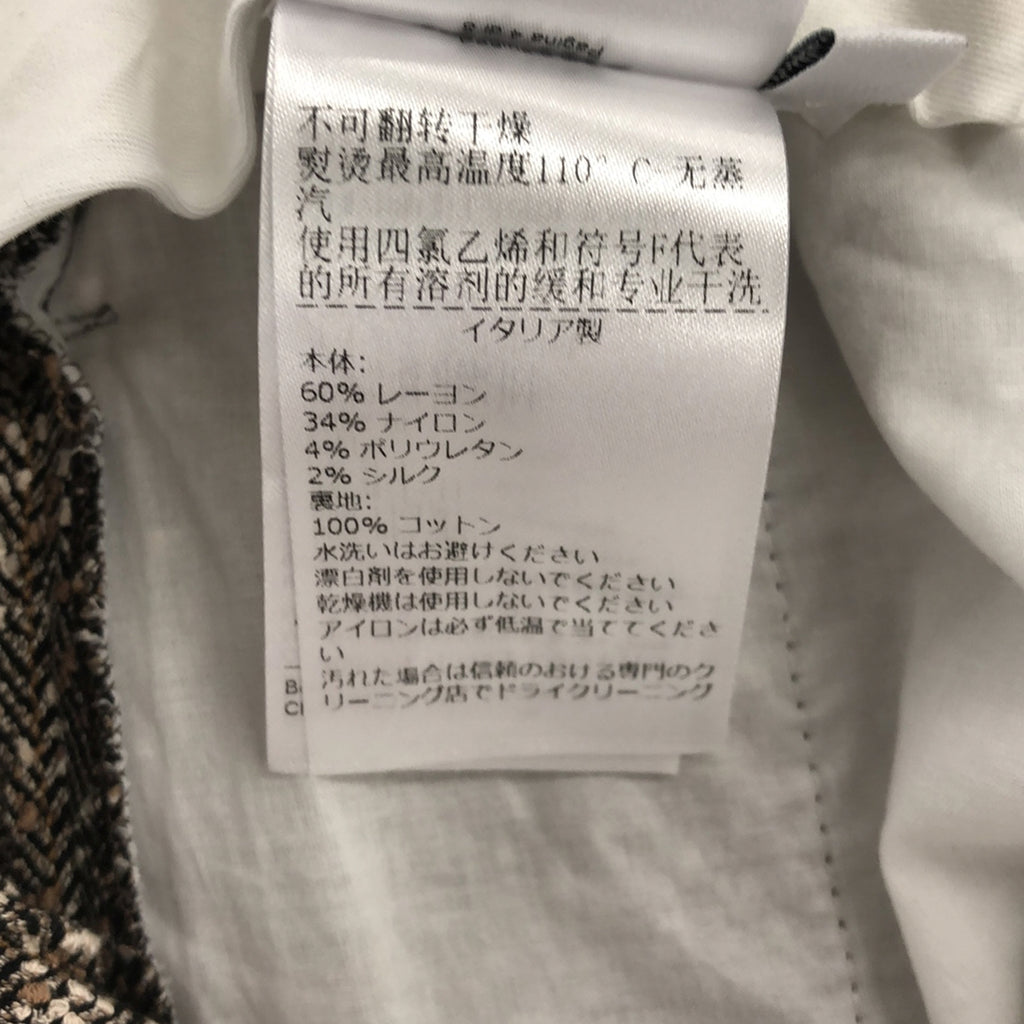 不可翻转干燥
熨烫最高温度110° C 无蒸
汽
使用四氯乙烯和符号F代表
的所有溶剂的缓和专业干洗
イタリア製
本体:
60% レーヨン
34% ナイロン
4% ポリウレタン
2% シルク
裏地:
100% コットン
水洗いはお避けください
漂白剤を使用しないでください
乾燥機は使用しないでください
アイロンは必ず低温で当ててくださ
い
汚れた場合は信頼のおける専門のク
リーニング店でドライクリーニング